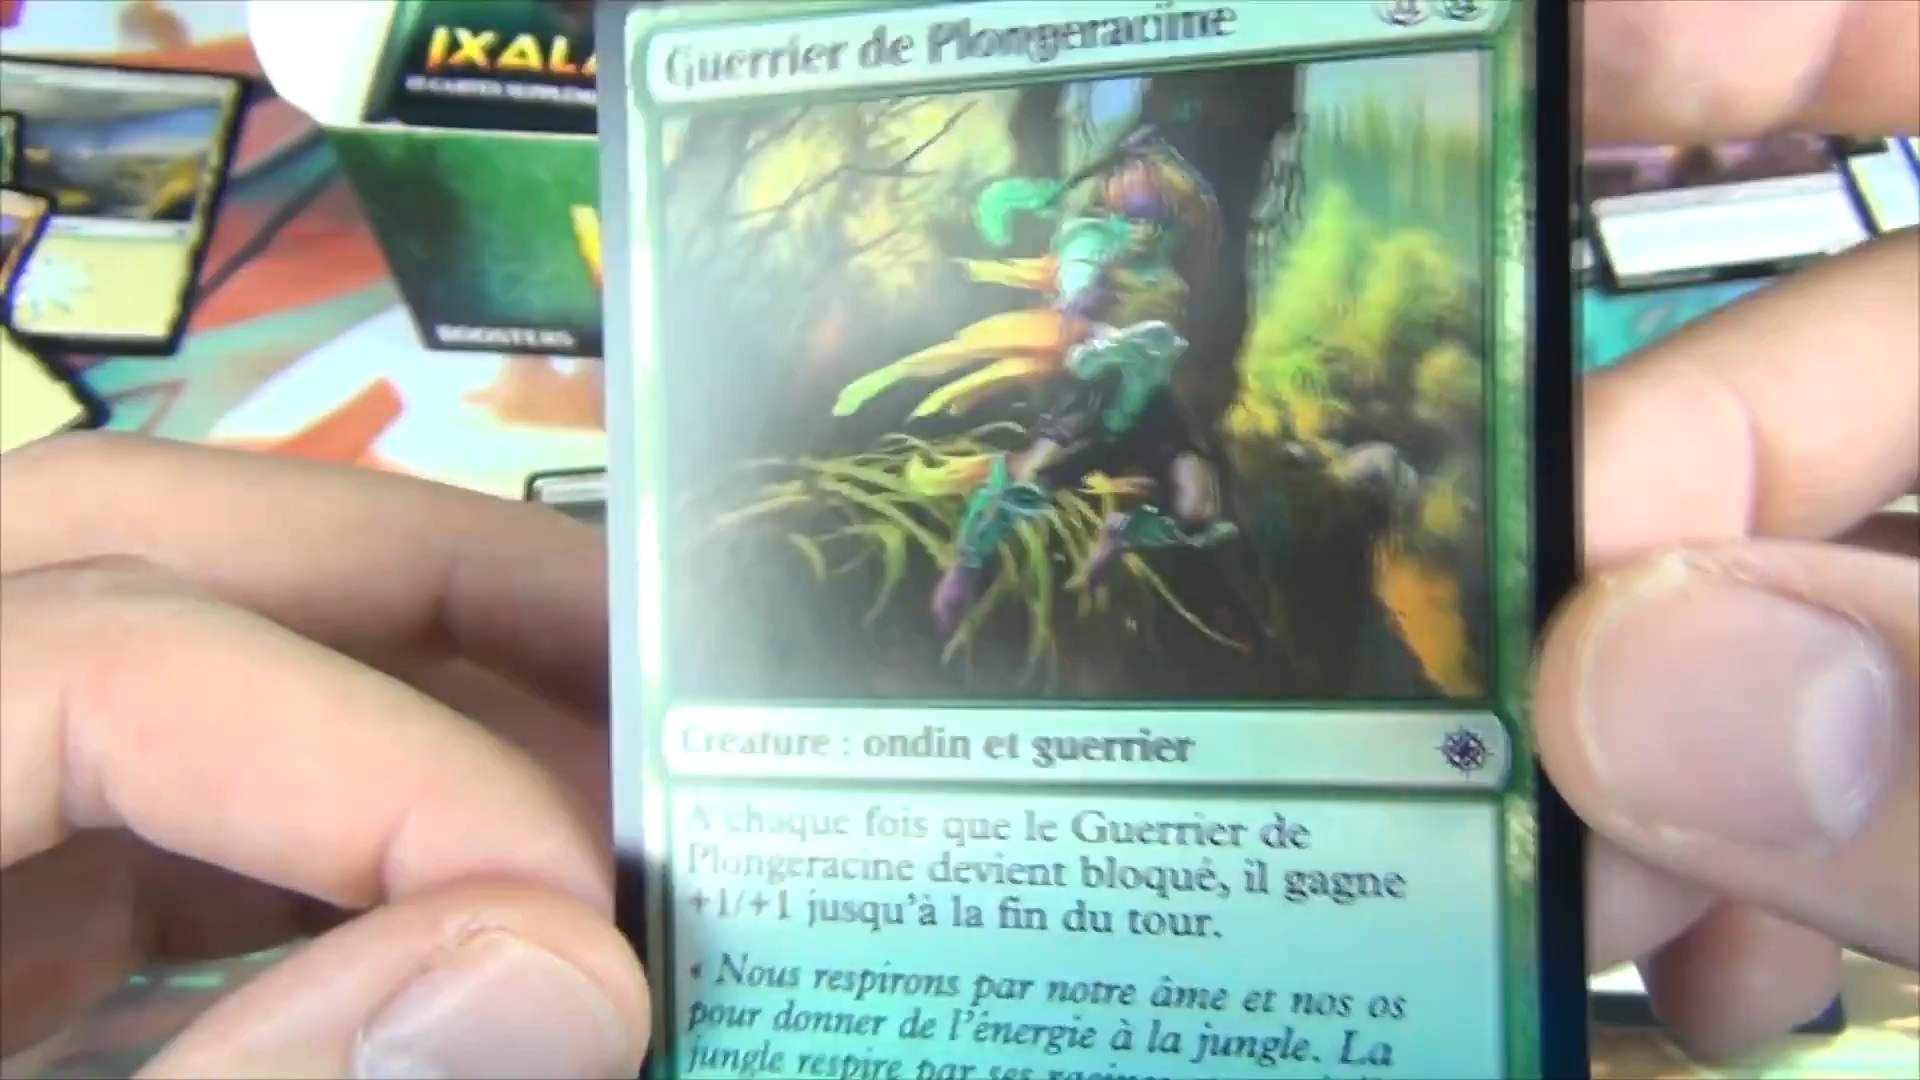 IXALA
BOOSTERS
Guerrier de Plongeracine
Créature : ondin et guerrier
À chaque fois que le Guerrier de
Plongeracine devient bloqué, il gagne
+1/+1 jusqu'à la fin du tour.
« Nous respirons par notre âme et nos os
pour donner de l'énergie à la jungle. La
jungle respire par ses racines